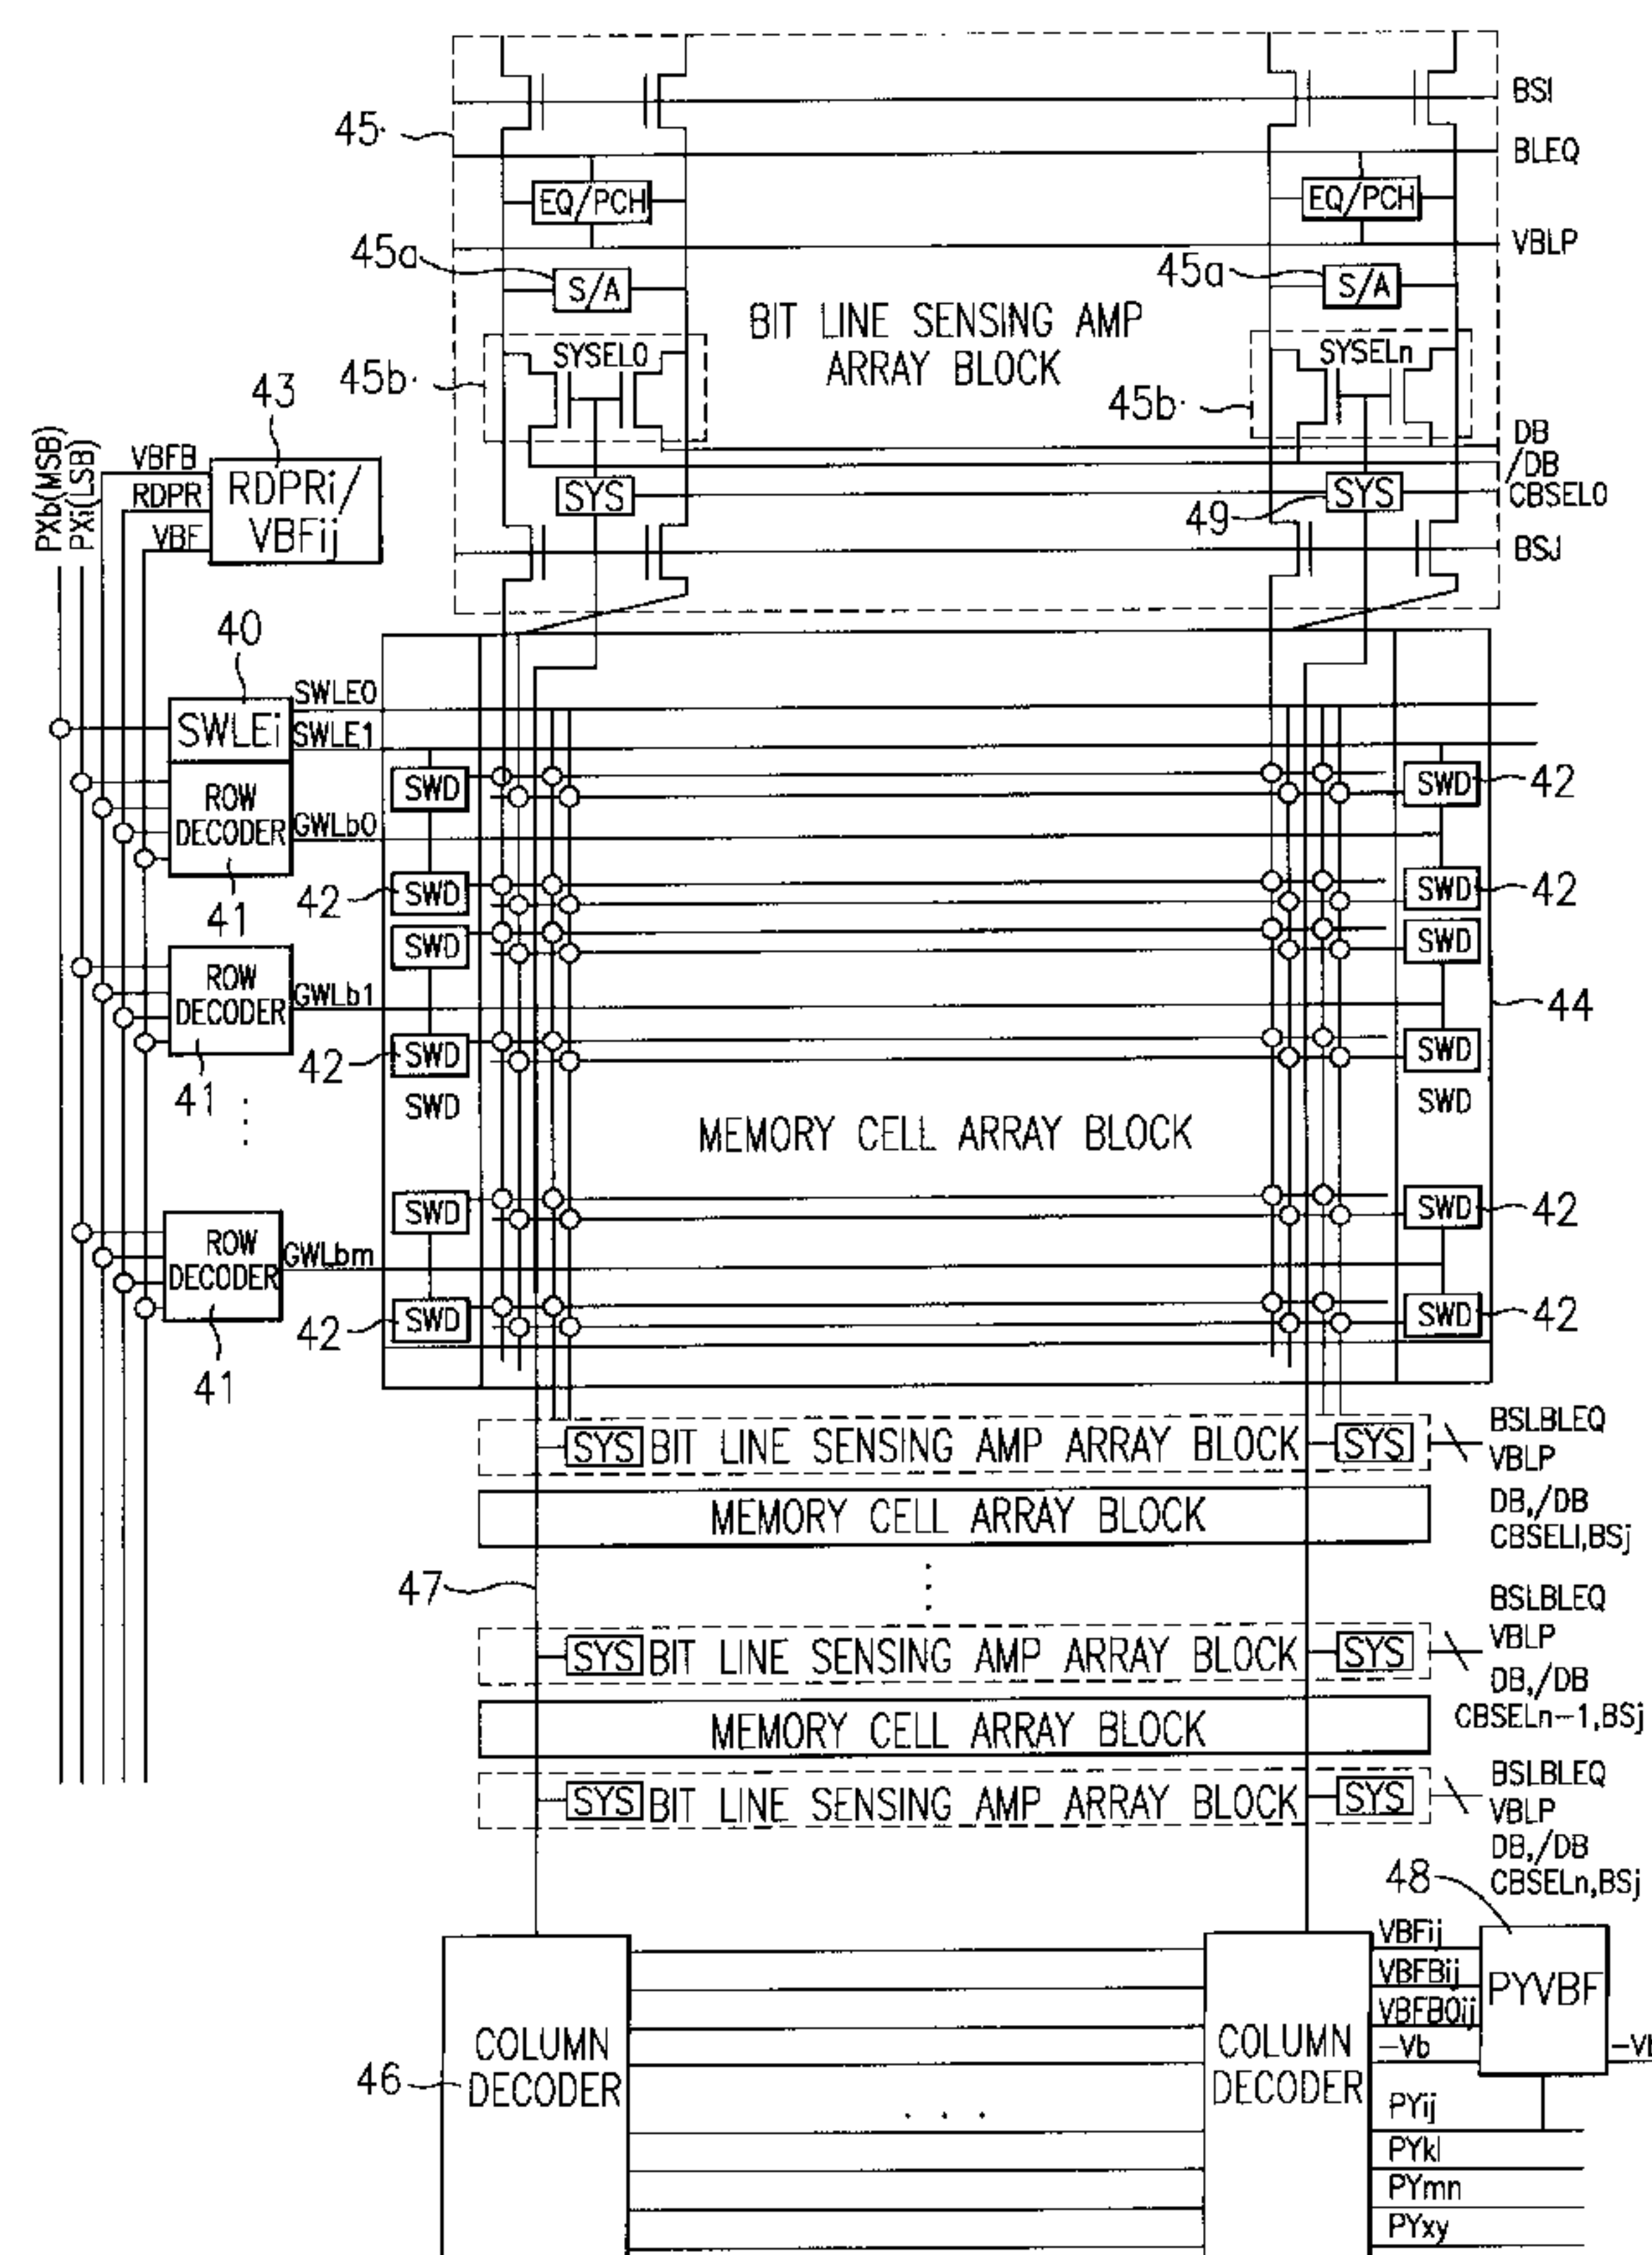 BSI
45
BLEQ
EQ/PCH
EQ/PCH
VBLP
45a
45a
S/A
S/A
BIT LINE SENSING AMP
ARRAY BLOCK
SYSEL0
SYSELn
45b
45b
43
DB
/DB
PXb(MSB)
PXi(LSB)
VBFB
RDPR
VBF
RDPRi/
VBFij
SYS
SYS
CBSEL0
49
BSJ
40
SWLE0
SWLEi
SWLE1
SWD
SWD
42
ROW
DECODER
GWLb0
41
42
SWD
SWD
42
SWD
SWD
ROW
DECODER
GWLb1
44
41
42
SWD
SWD
SWD
SWD
MEMORY CELL ARRAY BLOCK
SWD
SWD
42
ROW
DECODER
GWLbm
41
42
SWD
SWD
42
SYS
BIT LINE SENSING AMP ARRAY BLOCK
SYS
BSLBLEQ
VBLP
MEMORY CELL ARRAY BLOCK
DB,/DB
CBSELI,BSj
47
BSLBLEQ
SYS
BIT LINE SENSING AMP ARRAY BLOCK
SYS
VBLP
DB,/DB
MEMORY CELL ARRAY BLOCK
CBSELn-1,BSj
BSLBLEQ
SYS
BIT LINE SENSING AMP ARRAY BLOCK
SYS
VBLP
DB,/DB
CBSELn,BSj
48
VBFij
VBFBij
VBFB0ij
-Vb
PYVBF
46
COLUMN
DECODER
COLUMN
DECODER
PYij
PYkl
PYmn
PYxy